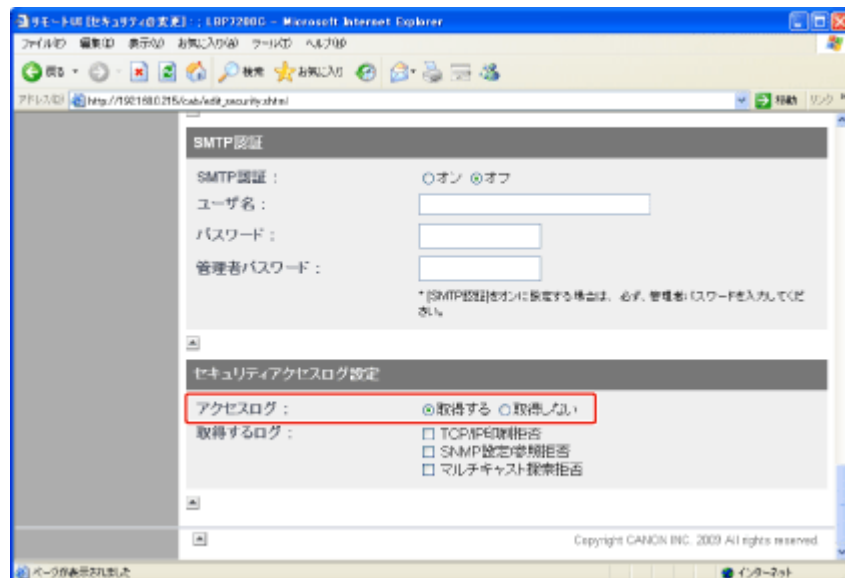 リモートUI [セキュリティの変更] : ; LBP7200C - Microsoft Internet Explorer
ファイル(F) 編集(E) 表示(V) お気に入り(A) ツール(T) ヘルプ(H)
戻る 検索 お気に入り
アドレス(D) http://192.168.0.215/cab/edit_security.shtml 移動 リンク
SMTP認証
SMTP認証 : オン オフ
ユーザ名 :
パスワード :
管理者パスワード :
* [SMTP認証]をオンに設定する場合は、必ず、管理者パスワードを入力してくだ
さい。
セキュリティアクセスログ設定
アクセスログ : 取得する 取得しない
取得するログ : TCP/IP印刷拒否
SNMP設定/参照拒否
マルチキャスト探索拒否
Copyright CANON INC. 2009 All rights reserved.
ページが表示されました インターネット